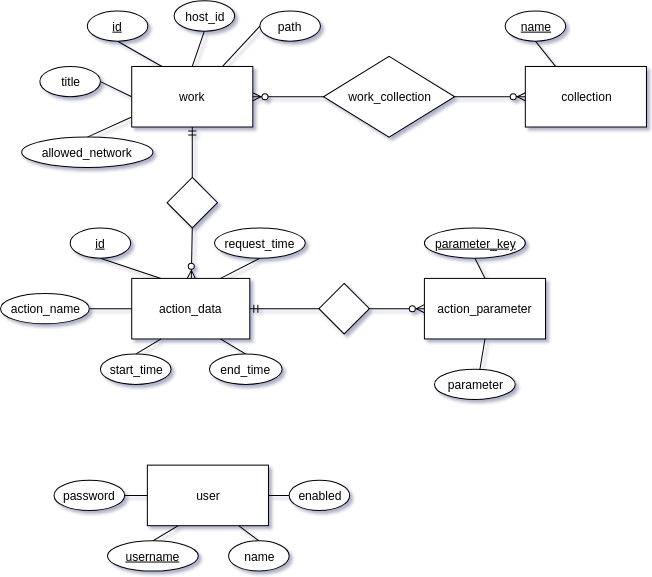 id
host_id
path
name
title
work
work_collection
collection
allowed_network
id
request_time
parameter_key
action_name
action_data
action_parameter
start_time
end_time
parameter
password
user
enabled
username
name